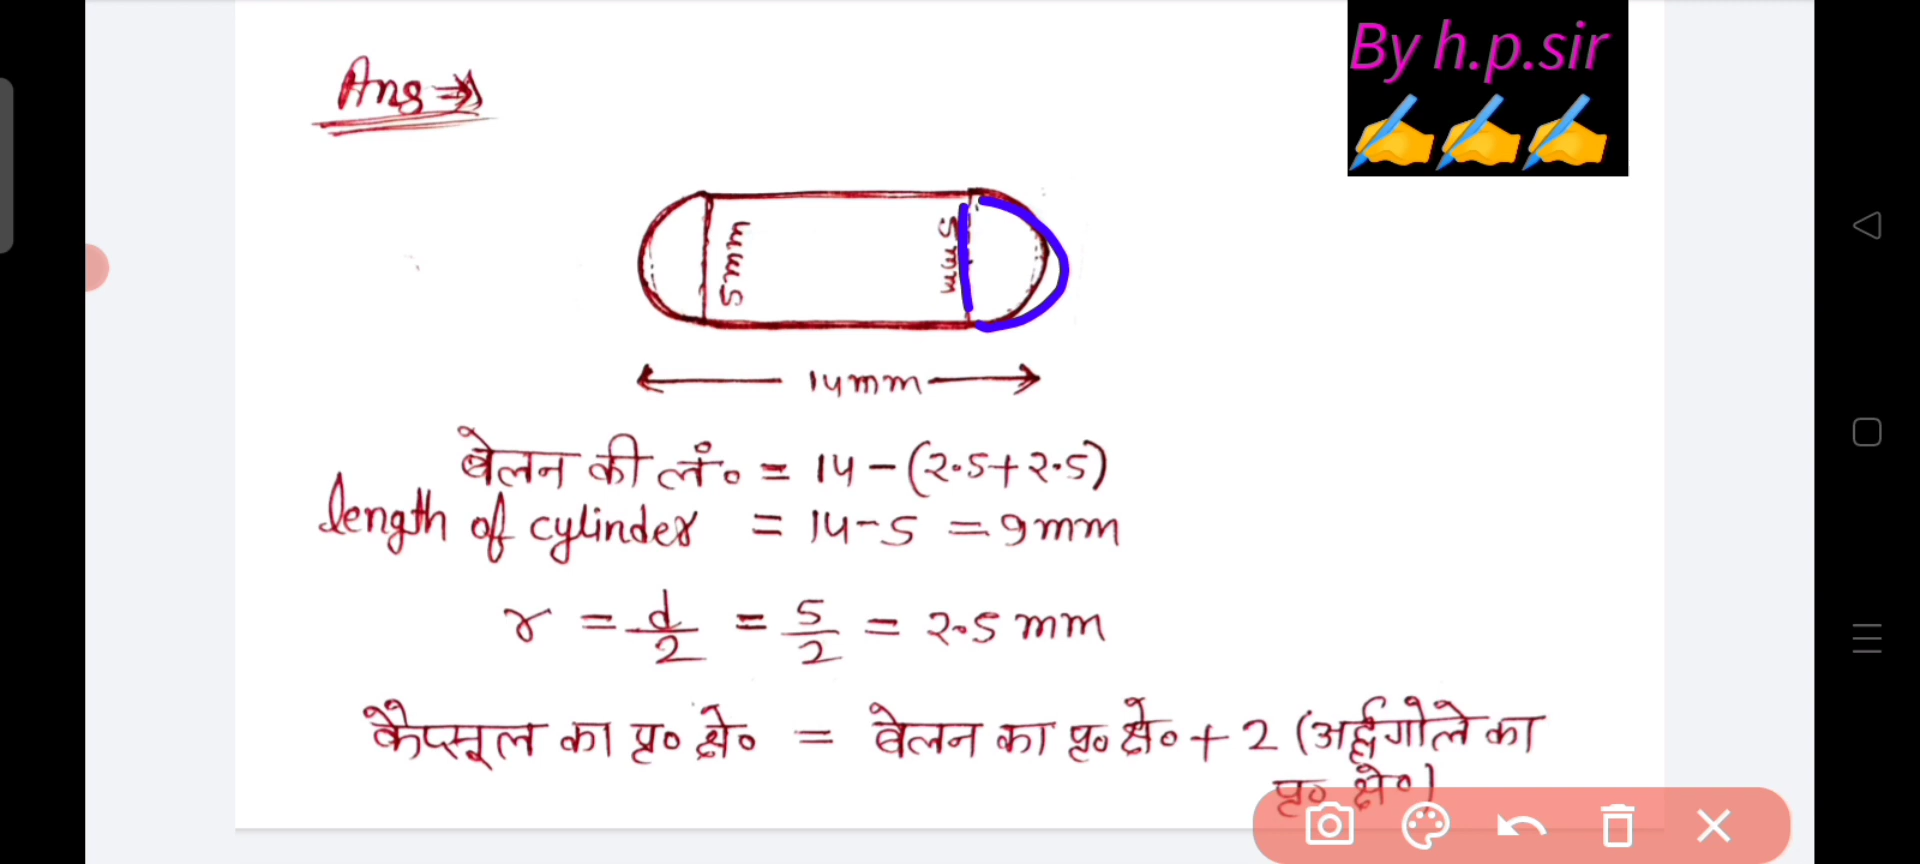 By h.p.sir
Ans
5mm
5mm
14mm
बेलन की लं० = 14-(2.5+2.5)
length of cylinder = 14-5 = 9mm
r = d/2 = 5/2 = 2.5 mm
कैप्सूल का पृ० क्षे० = बेलन का पृ० क्षे० + 2 (अर्द्धगोले का
पृ० क्षे०)